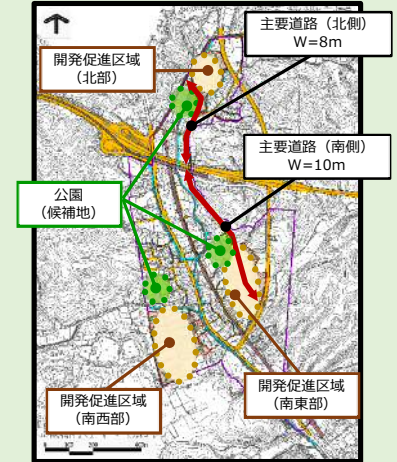 主要道路（北側）
W=8m
開発促進区域
（北部）
主要道路（南側）
W=10m
公園
（候補地）
開発促進区域
（南西部）
開発促進区域
（南東部）